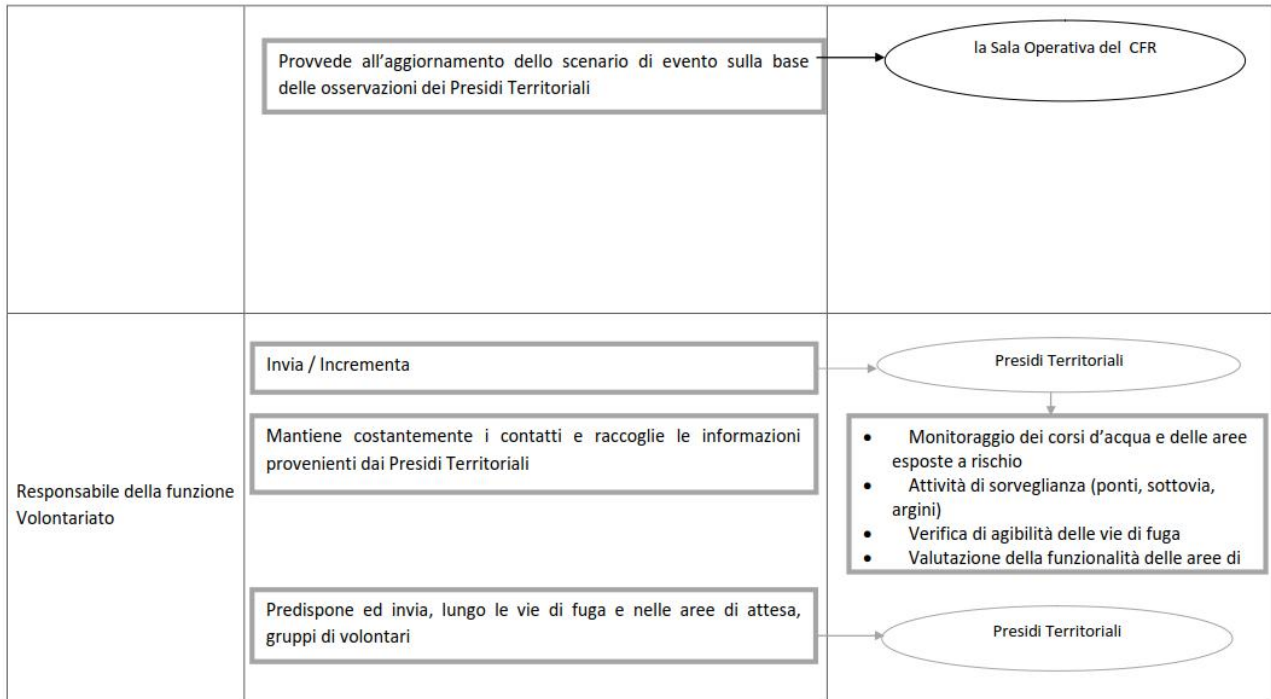 Provvede all'aggiornamento dello scenario di evento sulla base
delle osservazioni dei Presidi Territoriali
la Sala Operativa del CFR
Responsabile della funzione
Volontariato
Invia / Incrementa
Presidi Territoriali
Mantiene costantemente i contatti e raccoglie le informazioni
provenienti dai Presidi Territoriali
• Monitoraggio dei corsi d'acqua e delle aree
esposte a rischio
• Attività di sorveglianza (ponti, sottovia,
argini)
• Verifica di agibilità delle vie di fuga
• Valutazione della funzionalità delle aree di
Predispone ed invia, lungo le vie di fuga e nelle aree di attesa,
gruppi di volontari
Presidi Territoriali